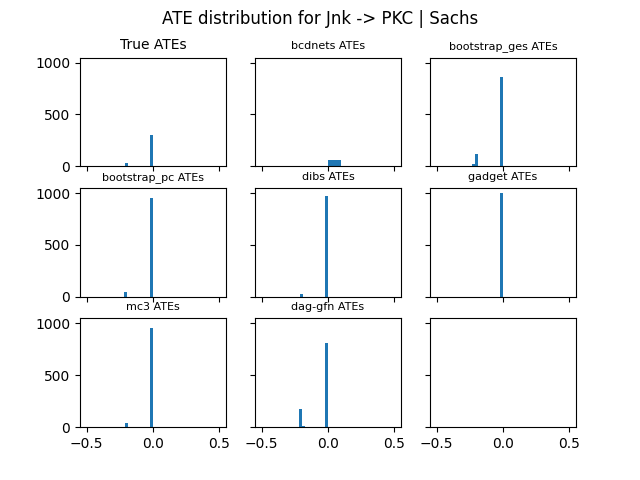 ATE distribution for Jnk -> PKC | Sachs
True ATEs
bcdnets ATEs
bootstrap_ges ATEs
1000
500
0
bootstrap_pc ATEs
dibs ATEs
gadget ATEs
1000
500
0
mc3 ATEs
dag-gfn ATEs
1000
500
0
−0.5 0.0 0.5
−0.5 0.0 0.5
−0.5 0.0 0.5